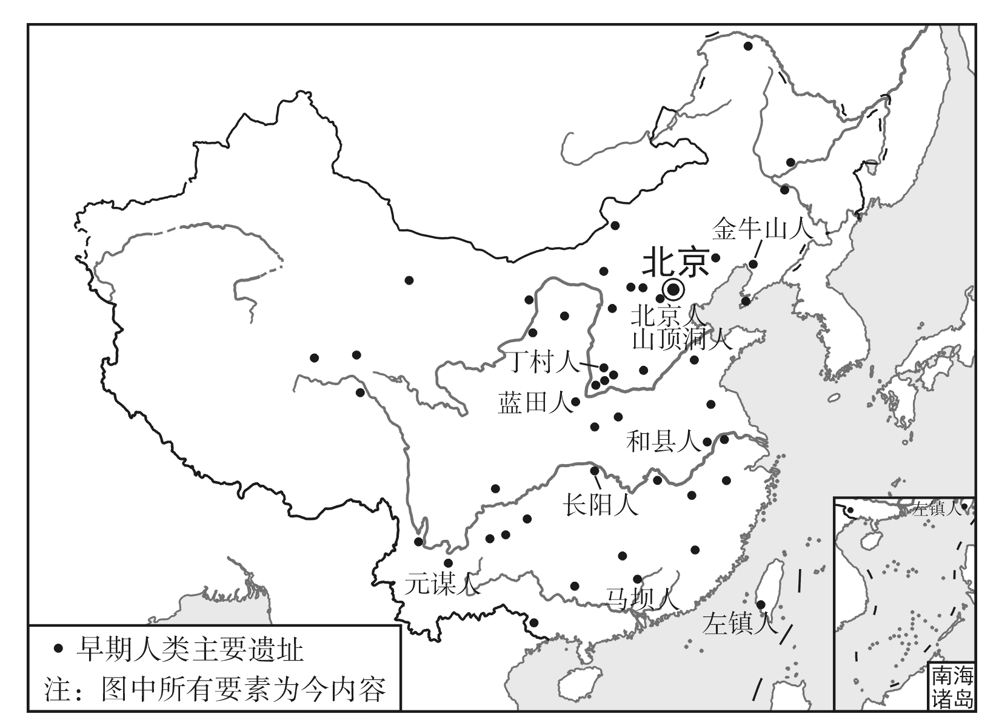 金牛山人
北京
北京人
山顶洞人
丁村人
蓝田人
和县人
长阳人
左镇人
元谋人
马坝人
左镇人
早期人类主要遗址
注：图中所有要素为今内容
南海
诸岛